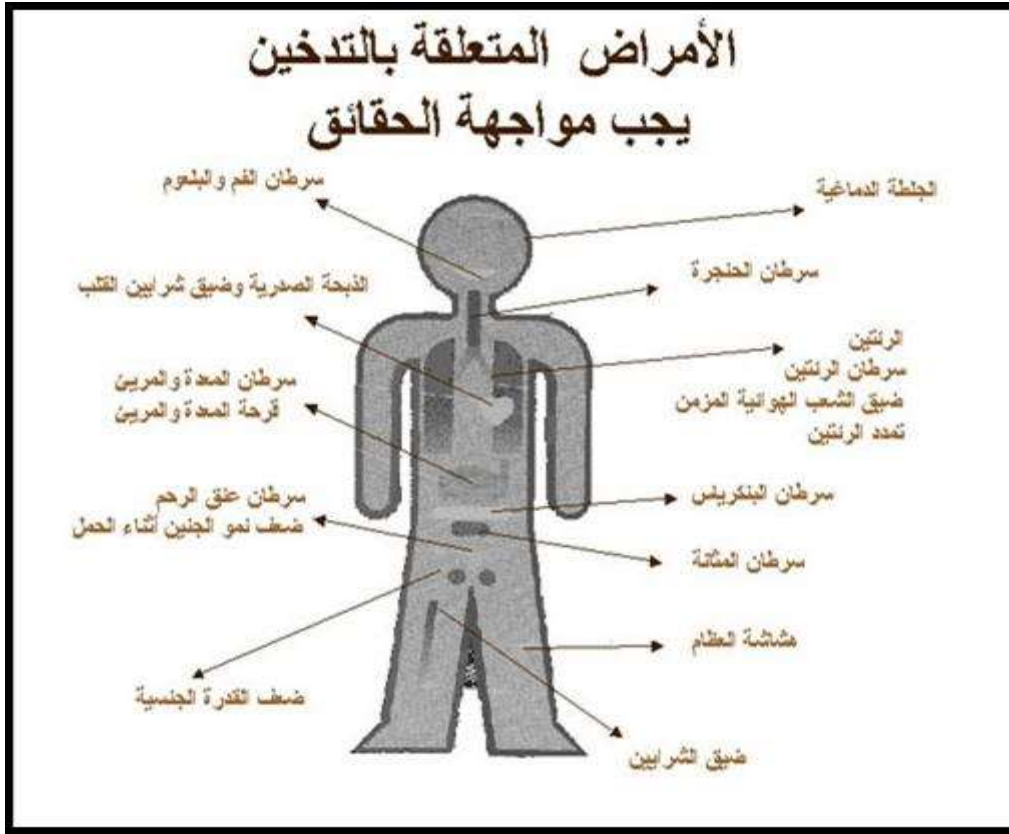 الأمراض المتعلقة بالتدخين
يجب مواجهة الحقائق
الجلطة الدماغية
سرطان الفم والبلعوم
سرطان الحنجرة
الذبحة الصدرية وضيق شرايين القلب
الرئتين
سرطان الرئتين
ضيق الشعب الهوائية المزمن
تمدد الرئتين
سرطان المعدة والمريئ
قرحة المعدة والمريئ
سرطان البنكرياس
سرطان عنق الرحم
ضعف نمو الجنين أثناء الحمل
سرطان المثانة
هشاشة العظام
ضعف القدرة الجنسية
ضيق الشرايين